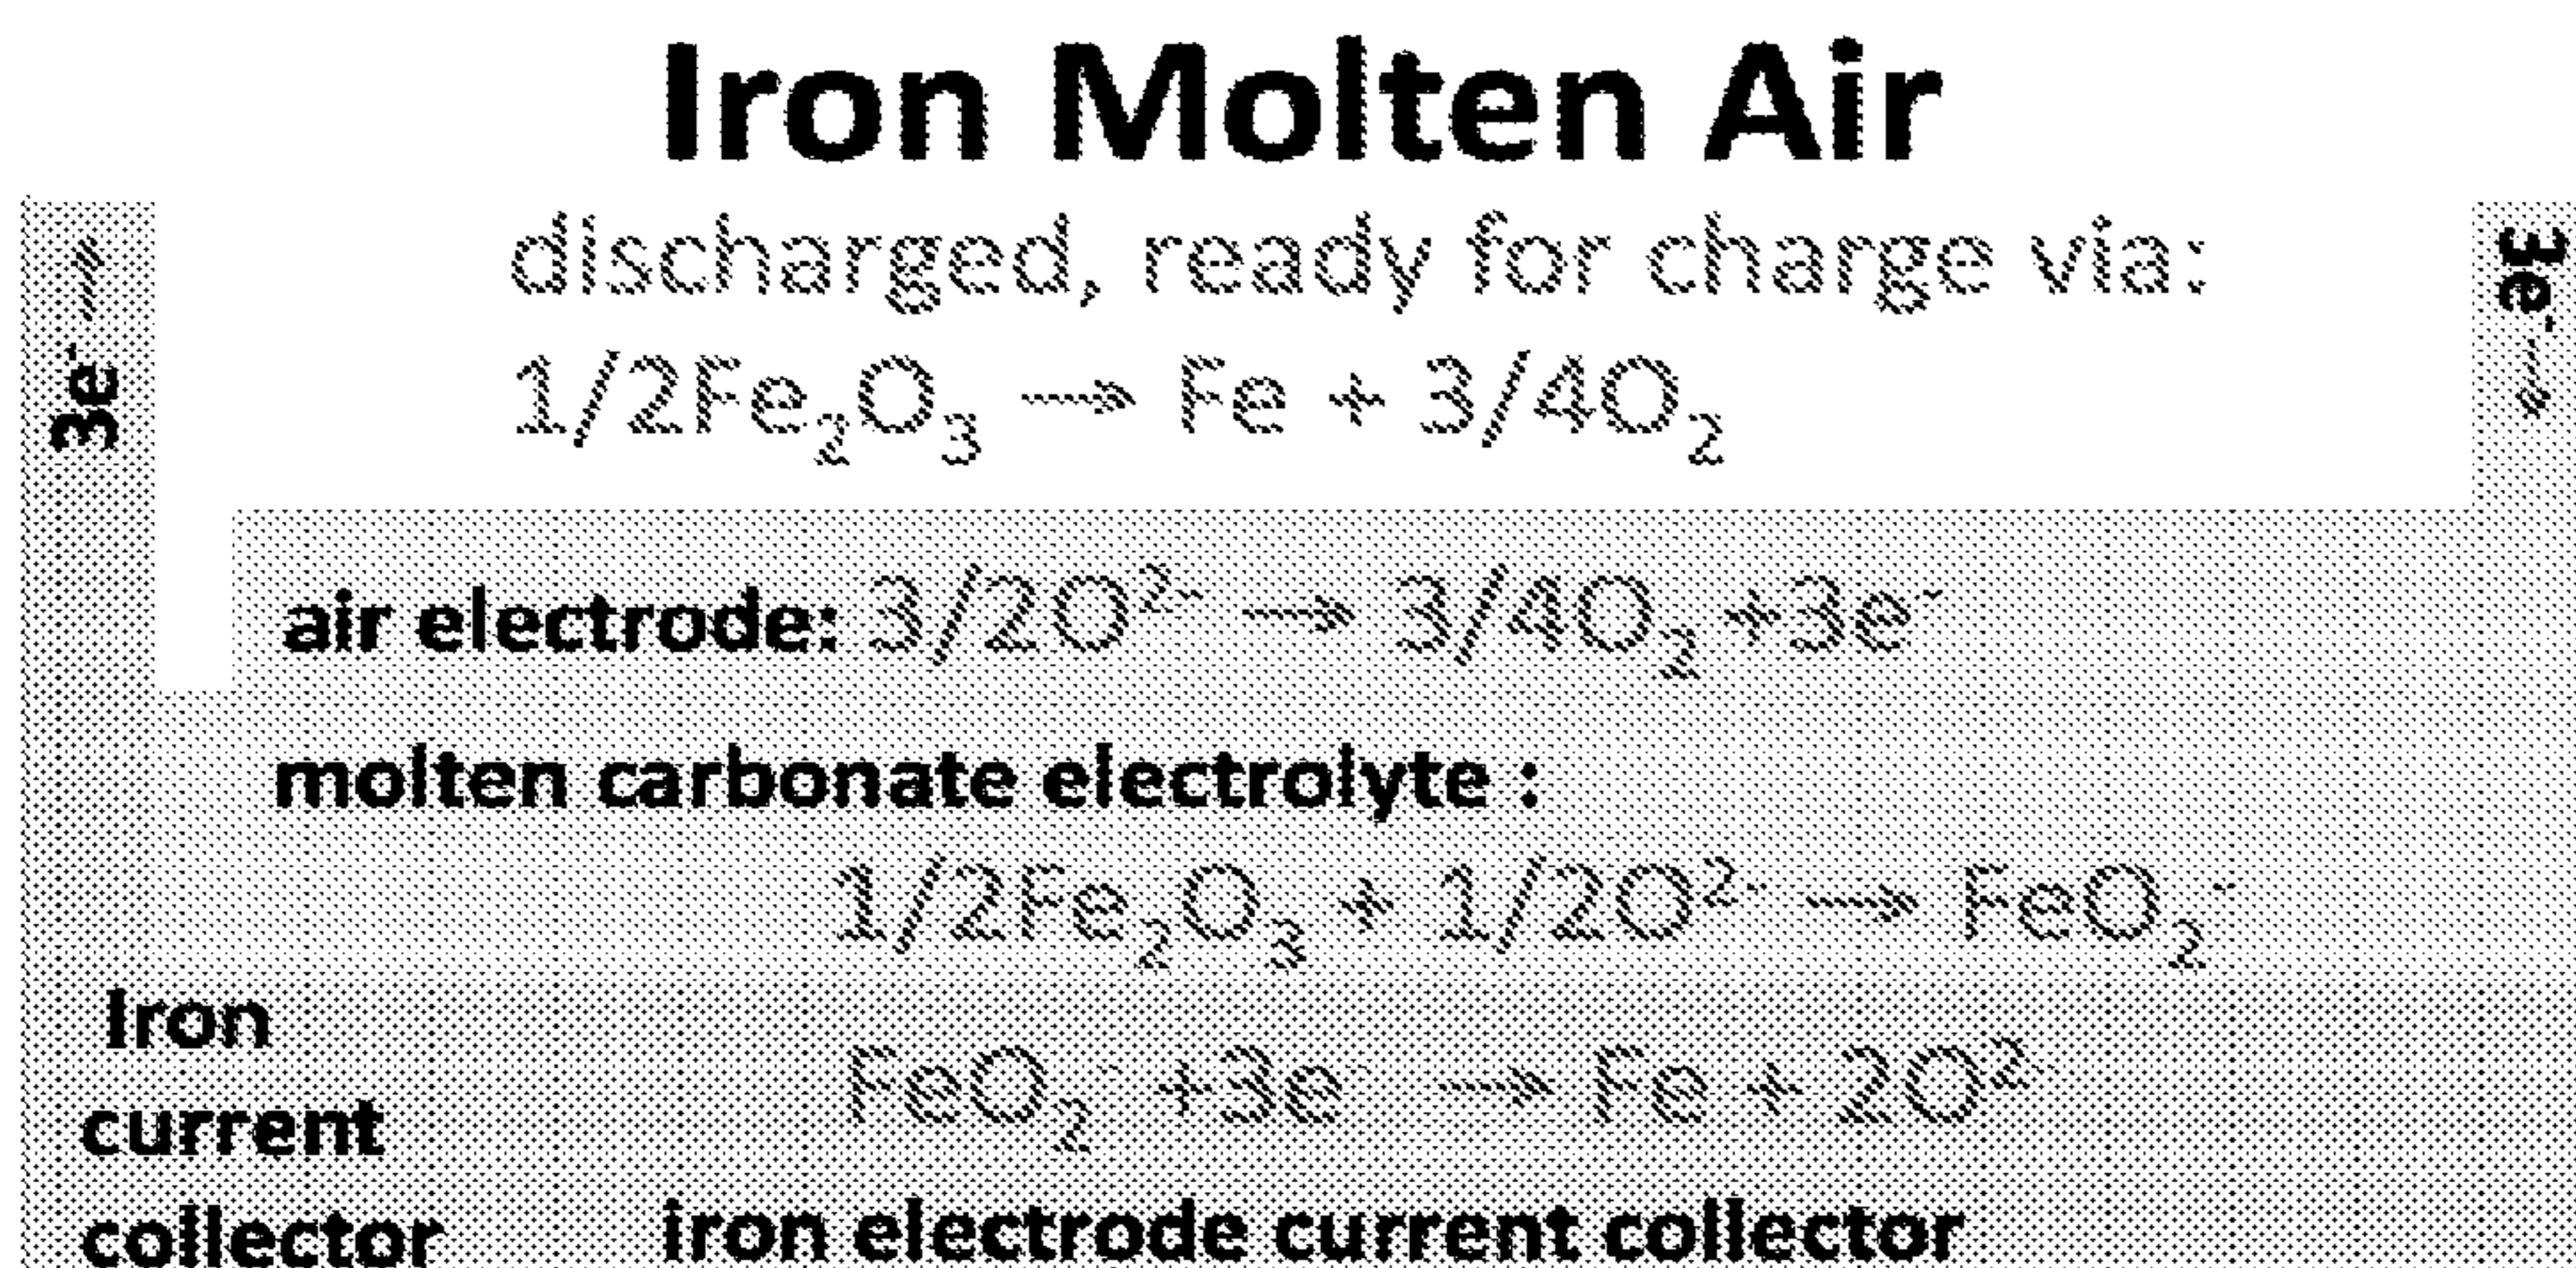 Iron Molten Air
discharged, ready for charge via:
1/2Fe₂O₃ → Fe + 3/4O₂
3e⁻ →
3e⁻ →
air electrode: 3/2O²⁻ → 3/4O₂ +3e⁻
molten carbonate electrolyte :
1/2Fe₂O₃ + 1/2O²⁻ → FeO₂⁻
FeO₂⁻ +3e⁻ → Fe + 2O²⁻
Iron
current
collector
iron electrode current collector